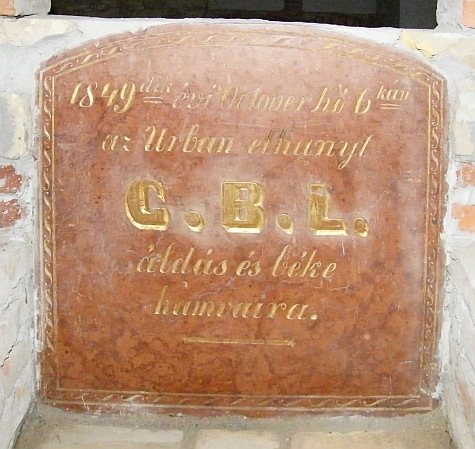 1849dik évi October hó 6kán
az Urban elhunyt
G. B. L.
áldás és béke
hamvaira.